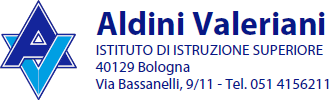 Aldini Valeriani
ISTITUTO DI ISTRUZIONE SUPERIORE
40129 Bologna
Via Bassanelli, 9/11 - Tel. 051 4156211